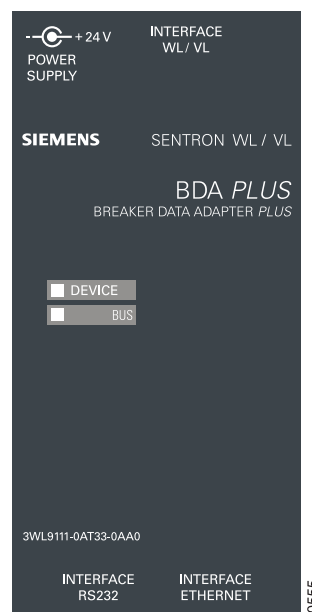 + 24 V
POWER
SUPPLY
INTERFACE
WL / VL
SIEMENS
SENTRON WL / VL
BDA PLUS
BREAKER DATA ADAPTER PLUS
DEVICE
BUS
3WL9111-0AT33-0AA0
INTERFACE
RS232
INTERFACE
ETHERNET